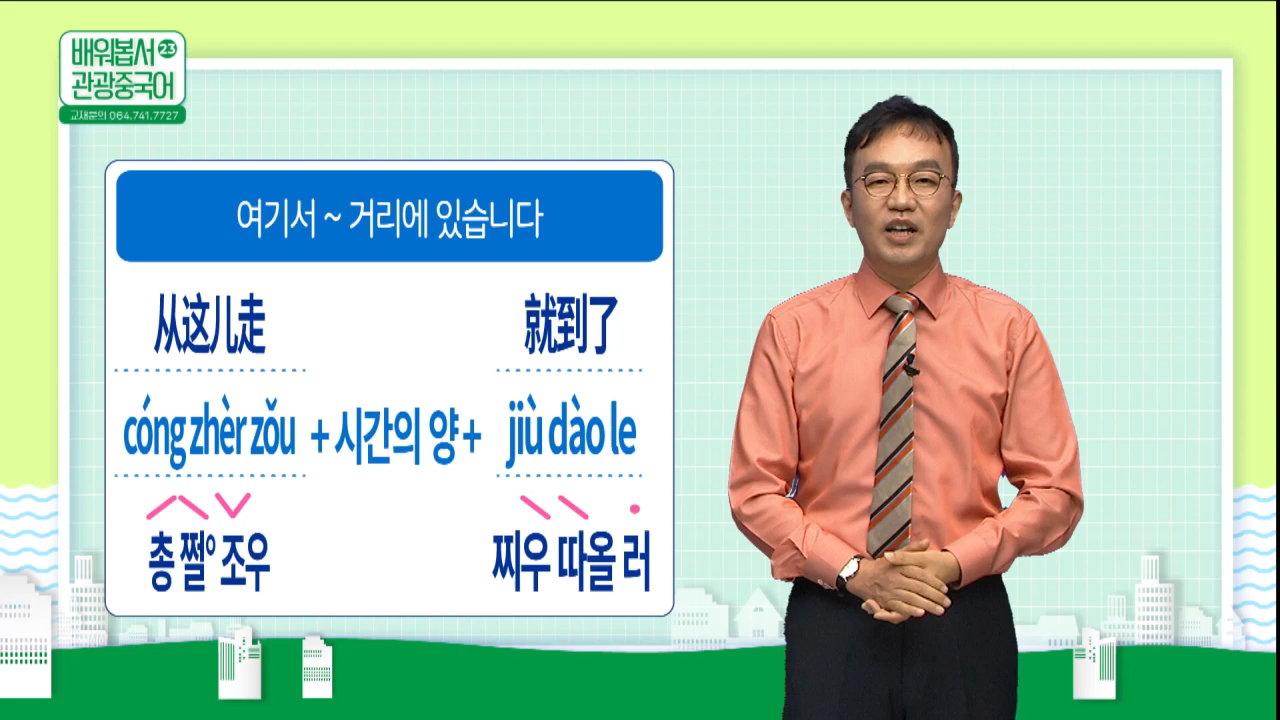 배워봅서 23
관광중국어
교재문의 064.741.7727
여기서 ~ 거리에 있습니다
从这儿走 就到了
cóng zhèr zǒu + 시간의 양 + jiù dào le
총 쩔° 조우 찌우 따올 러